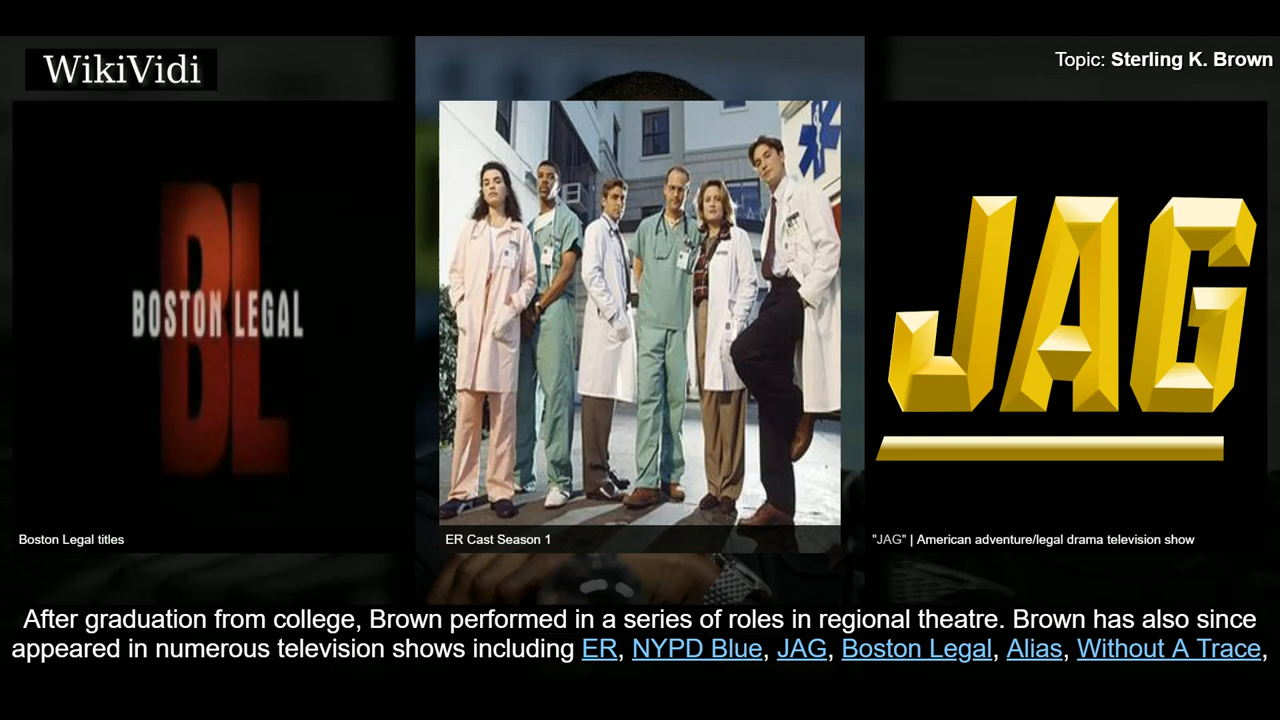 WikiVidi
Topic: Sterling K. Brown
BL
BOSTON LEGAL
JAG
Boston Legal titles
ER Cast Season 1
"JAG" | American adventure/legal drama television show
After graduation from college, Brown performed in a series of roles in regional theatre. Brown has also since
appeared in numerous television shows including ER, NYPD Blue, JAG, Boston Legal, Alias, Without A Trace,